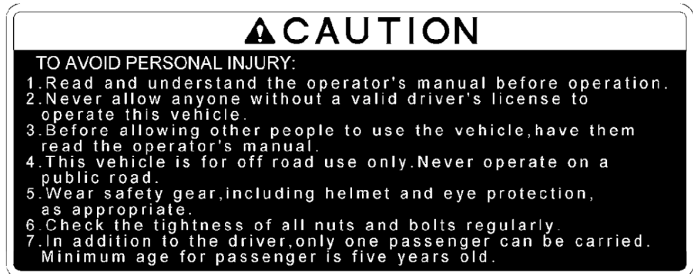 CAUTION
TO AVOID PERSONAL INJURY:
1.Read and understand the operator's manual before operation.
2.Never allow anyone without a valid driver's license to
operate this vehicle.
3.Before allowing other people to use the vehicle,have them
read the operator's manual.
4.This vehicle is for off road use only.Never operate on a
public road.
5.Wear safety gear,including helmet and eye protection,
as appropriate.
6.Check the tightness of all nuts and bolts regularly.
7.In addition to the driver,only one passenger can be carried.
Minimum age for passenger is five years old.